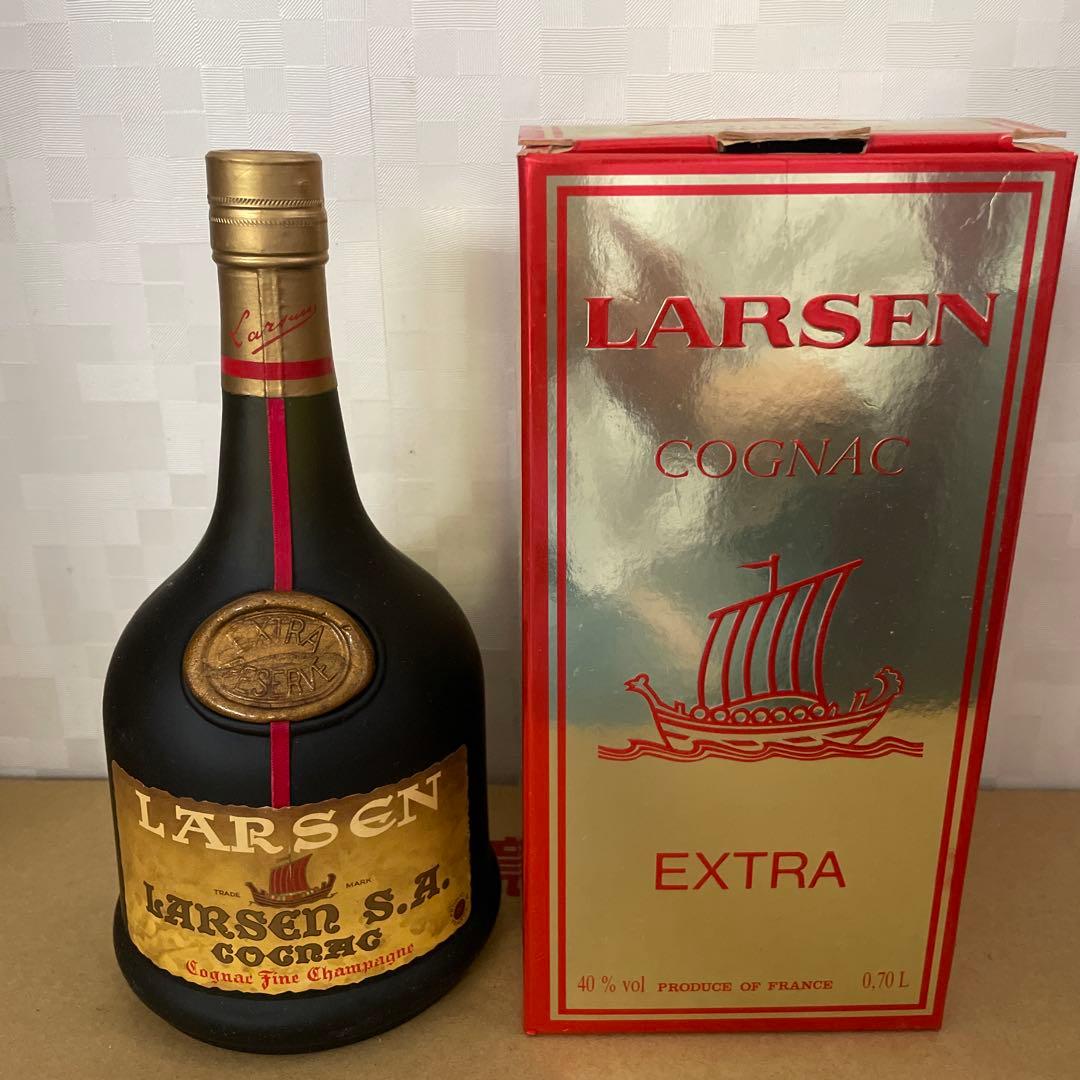 Larsen
EXTRA
RESERVE
LARSEN
TRADE MARK
LARSEN S.A.
COGNAC
Cognac Fine Champagne
LARSEN
COGNAC
EXTRA
40 % vol PRODUCE OF FRANCE 0,70 L